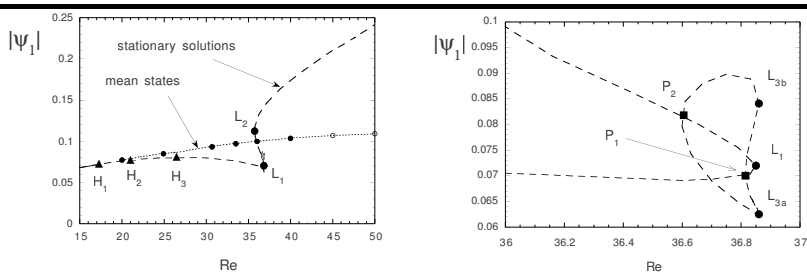 |ψ1|
0.25
0.2
0.15
0.1
0.05
0
15 20 25 30 35 40 45 50
Re
stationary solutions
mean states
L2
L1
H1
H2
H3
|ψ1|
0.1
0.095
0.09
0.085
0.08
0.075
0.07
0.065
0.06
36 36.2 36.4 36.6 36.8 37
Re
P2
L3b
P1
L1
L3a